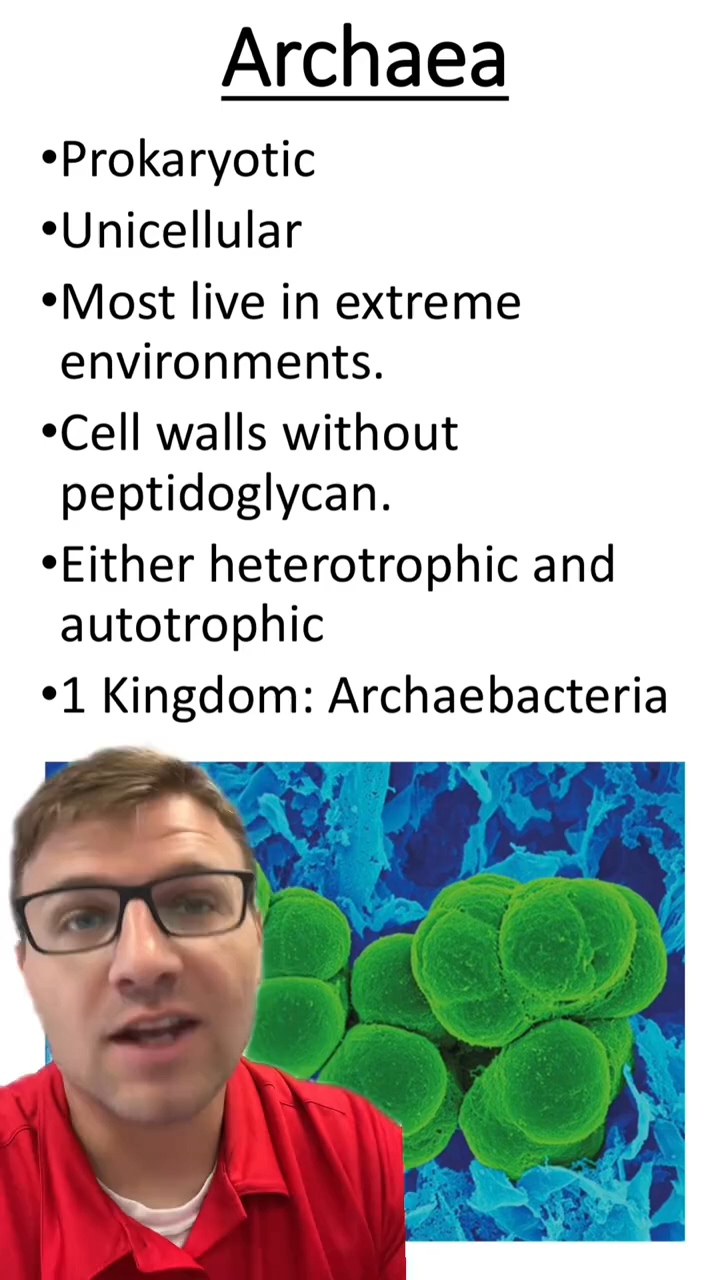 Archaea
•Prokaryotic
•Unicellular
•Most live in extreme
environments.
•Cell walls without
peptidoglycan.
•Either heterotrophic and
autotrophic
•1 Kingdom: Archaebacteria